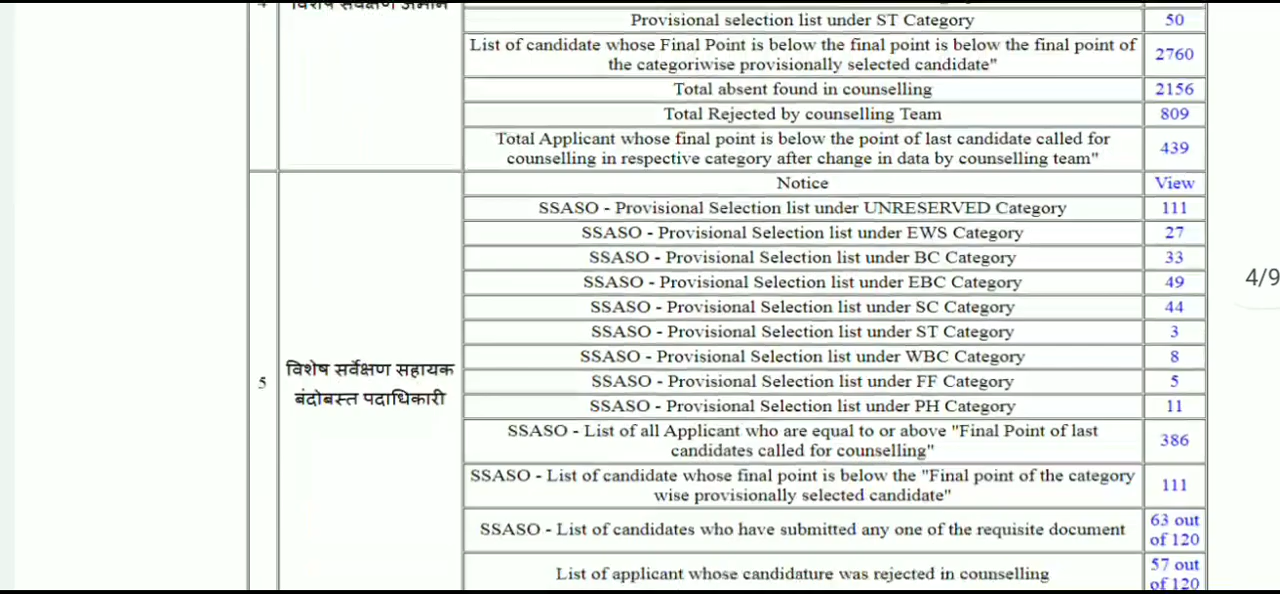 Provisional selection list under ST Category 50
List of candidate whose Final Point is below the final point is below the final point of
the categoriwise provisionally selected candidate" 2760
Total absent found in counselling 2156
Total Rejected by counselling Team 809
Total Applicant whose final point is below the point of last candidate called for
counselling in respective category after change in data by counselling team" 439
Notice View
SSASO - Provisional Selection list under UNRESERVED Category 111
SSASO - Provisional Selection list under EWS Category 27
SSASO - Provisional Selection list under BC Category 33
SSASO - Provisional Selection list under EBC Category 49
SSASO - Provisional Selection list under SC Category 44
SSASO - Provisional Selection list under ST Category 3
SSASO - Provisional Selection list under WBC Category 8
SSASO - Provisional Selection list under FF Category 5
SSASO - Provisional Selection list under PH Category 11
5
विशेष सर्वेक्षण सहायक
बंदोबस्त पदाधिकारी
SSASO - List of all Applicant who are equal to or above "Final Point of last
candidates called for counselling" 386
SSASO - List of candidate whose final point is below the "Final point of the category
wise provisionally selected candidate" 111
SSASO - List of candidates who have submitted any one of the requisite document
63 out
of 120
List of applicant whose candidature was rejected in counselling
57 out
of 120
4/9